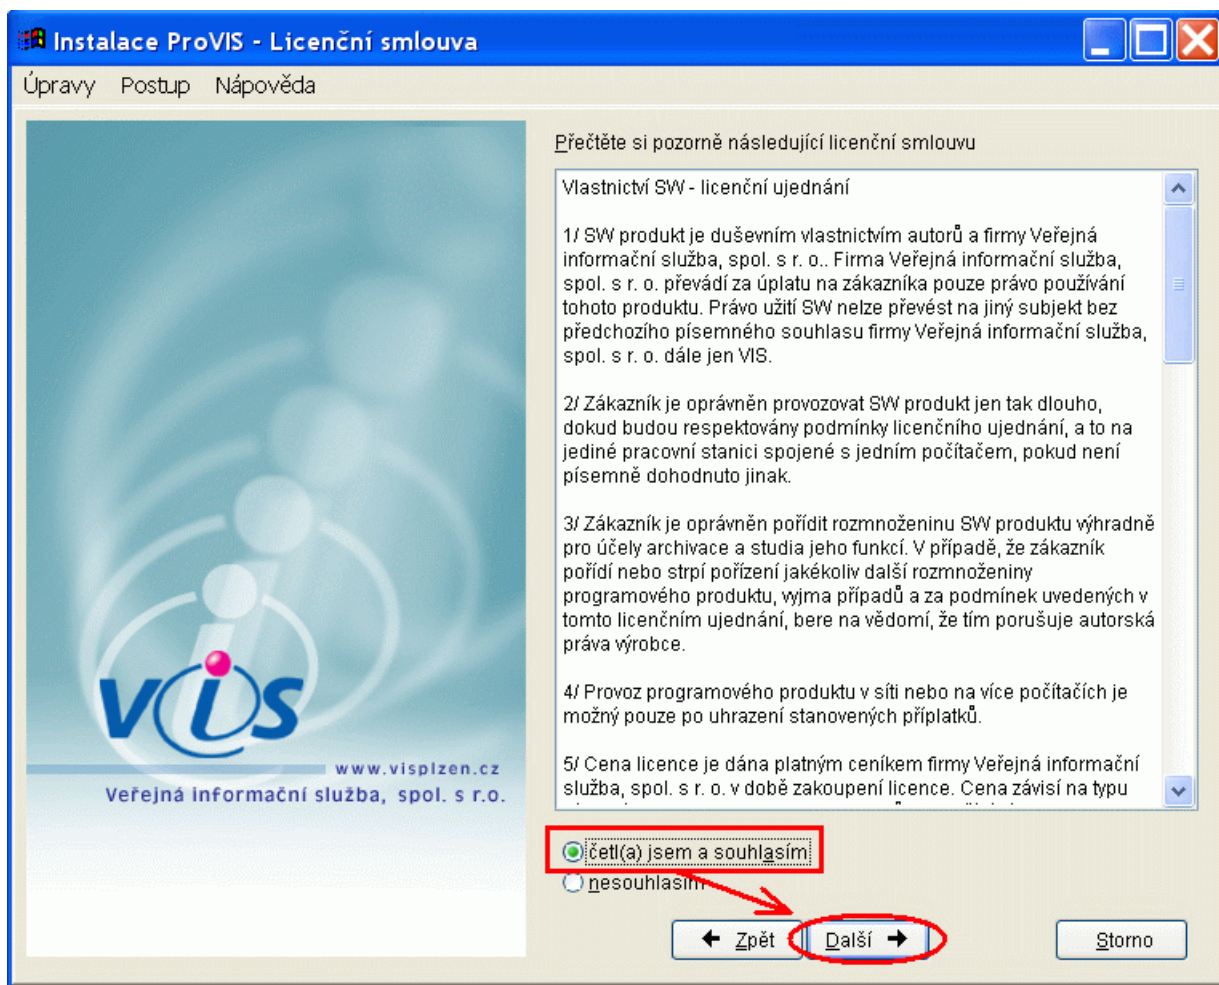 Instalace ProVIS - Licenční smlouva
Úpravy Postup Nápověda
vis
www.visplzen.cz
Veřejná informační služba, spol. s r.o.
Přečtěte si pozorně následující licenční smlouvu
Vlastnictví SW - licenční ujednání
1/ SW produkt je duševním vlastnictvím autorů a firmy Veřejná
informační služba, spol. s r. o.. Firma Veřejná informační služba,
spol. s r. o. převádí za úplatu na zákazníka pouze právo používání
tohoto produktu. Právo užití SW nelze převést na jiný subjekt bez
předchozího písemného souhlasu firmy Veřejná informační služba,
spol. s r. o. dále jen VIS.
2/ Zákazník je oprávněn provozovat SW produkt jen tak dlouho,
dokud budou respektovány podmínky licenčního ujednání, a to na
jediné pracovní stanici spojené s jedním počítačem, pokud není
písemně dohodnuto jinak.
3/ Zákazník je oprávněn pořídit rozmnoženinu SW produktu výhradně
pro účely archivace a studia jeho funkcí. V případě, že zákazník
pořídí nebo strpí pořízení jakékoliv další rozmnoženiny
programového produktu, vyjma případů a za podmínek uvedených v
tomto licenčním ujednání, bere na vědomí, že tím porušuje autorská
práva výrobce.
4/ Provoz programového produktu v síti nebo na více počítačích je
možný pouze po uhrazení stanovených příplatků.
5/ Cena licence je dána platným ceníkem firmy Veřejná informační
služba, spol. s r. o. v době zakoupení licence. Cena závisí na typu
četl(a) jsem a souhlasím
nesouhlasím
Zpět Další Storno